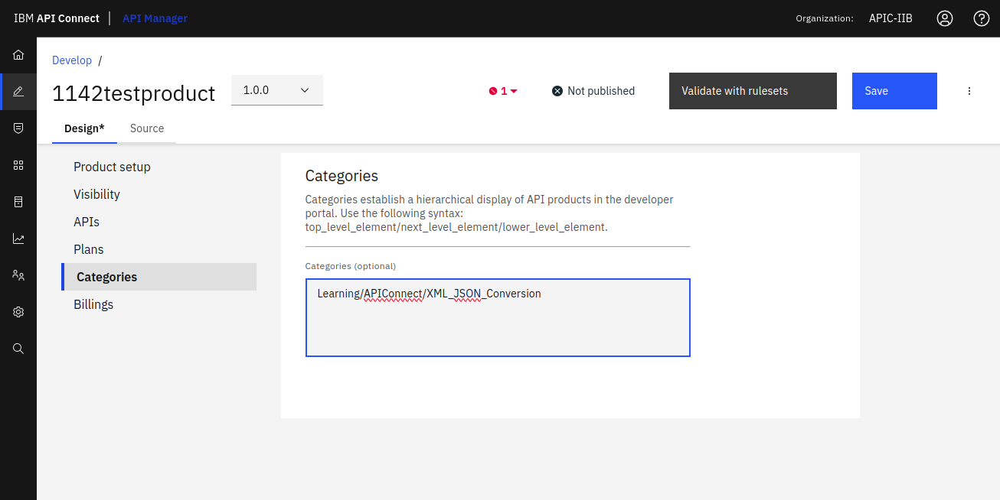 IBM API Connect | API Manager
Organization: APIC-IIB
Develop /
1142testproduct
1.0.0
1
Not published
Validate with rulesets
Save
Design* Source
Product setup
Visibility
APIs
Plans
Categories
Billings
Categories
Categories establish a hierarchical display of API products in the developer
portal. Use the following syntax:
top_level_element/next_level_element/lower_level_element.
Categories (optional)
Learning/APIConnect/XML_JSON_Conversion